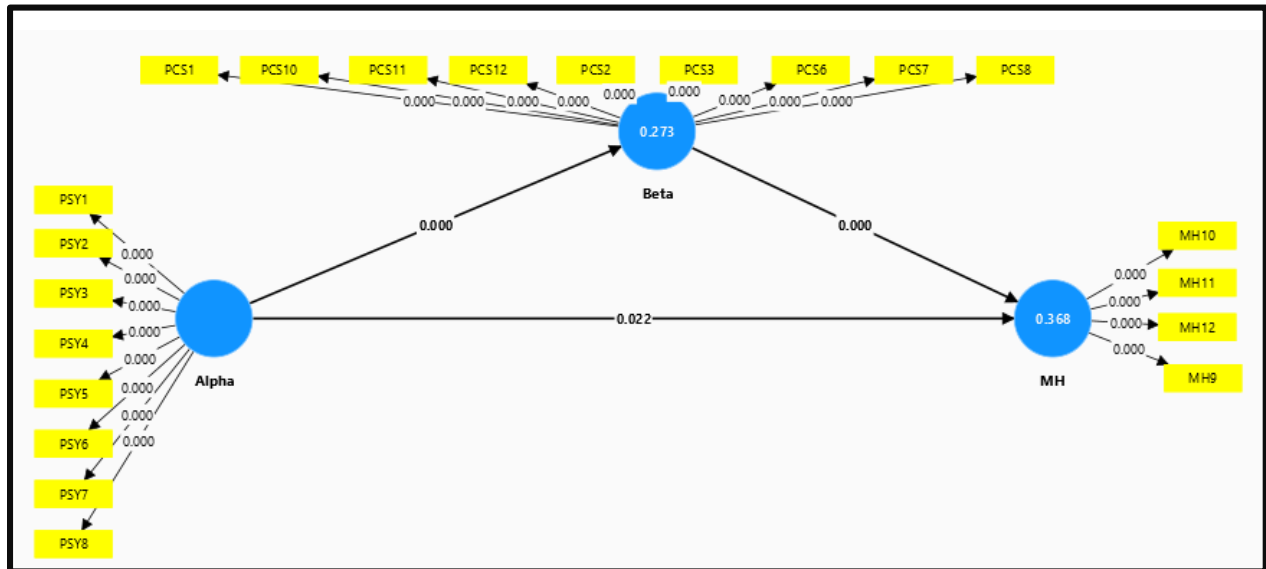 PCS1 PCS10 PCS11 PCS12 PCS2 PCS3 PCS6 PCS7 PCS8
0.000 0.000 0.000 0.000 0.000 0.000 0.000 0.000 0.000
0.273
Beta
PSY1
PSY2
PSY3
PSY4
PSY5
PSY6
PSY7
PSY8
0.000
0.000
0.000
0.000
0.000
0.000
0.000
0.000
Alpha
0.000
0.000
0.022
0.368
MH
0.000
0.000
0.000
0.000
MH10
MH11
MH12
MH9